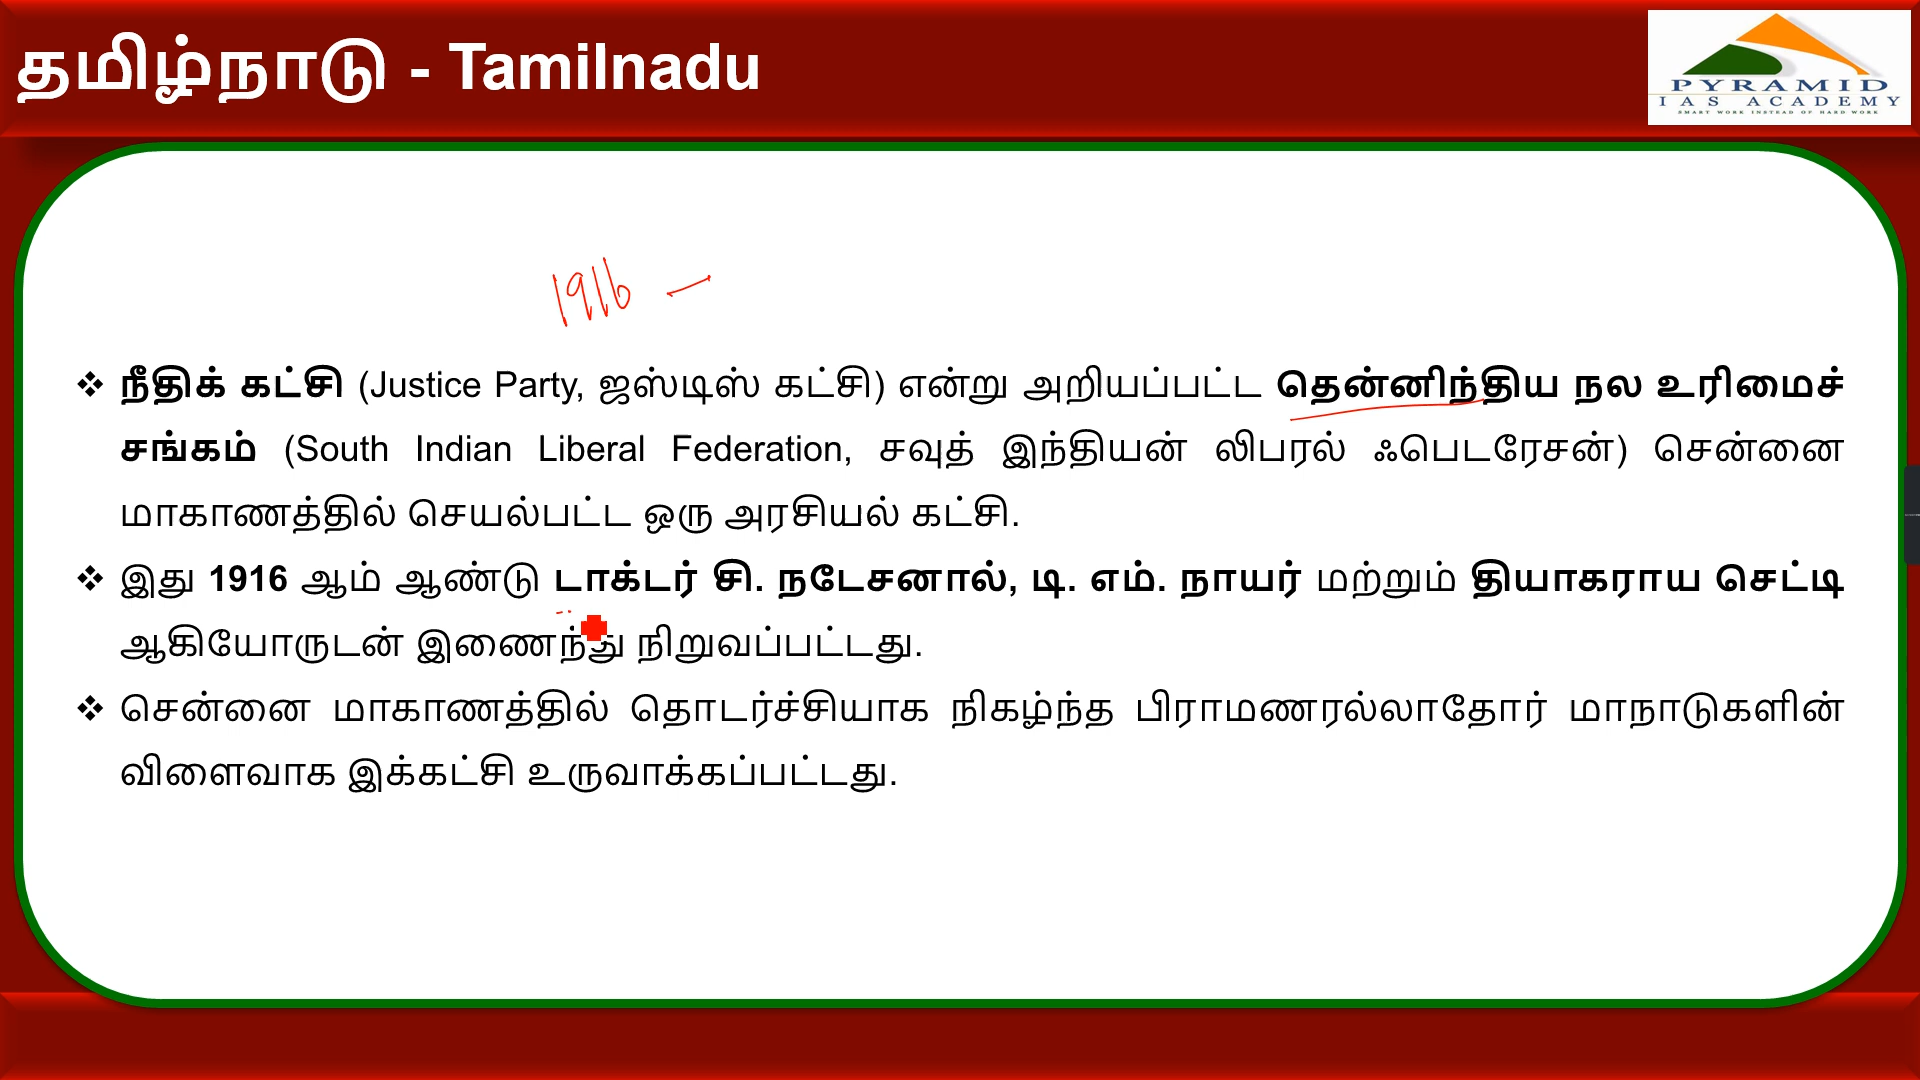 தமிழ்நாடு - Tamilnadu
PYRAMID
IAS ACADEMY
SMART WORK INSTEAD OF HARD WORK
1916 –
❖ நீதிக் கட்சி (Justice Party, ஜஸ்டிஸ் கட்சி) என்று அறியப்பட்ட தென்னிந்திய நல உரிமைச்
சங்கம் (South Indian Liberal Federation, சவுத் இந்தியன் லிபரல் ஃபெடரேசன்) சென்னை
மாகாணத்தில் செயல்பட்ட ஒரு அரசியல் கட்சி.
❖ இது 1916 ஆம் ஆண்டு டாக்டர் சி. நடேசனால், டி. எம். நாயர் மற்றும் தியாகராய செட்டி
ஆகியோருடன் இணைந்து நிறுவப்பட்டது.
❖ சென்னை மாகாணத்தில் தொடர்ச்சியாக நிகழ்ந்த பிராமணரல்லாதோர் மாநாடுகளின்
விளைவாக இக்கட்சி உருவாக்கப்பட்டது.